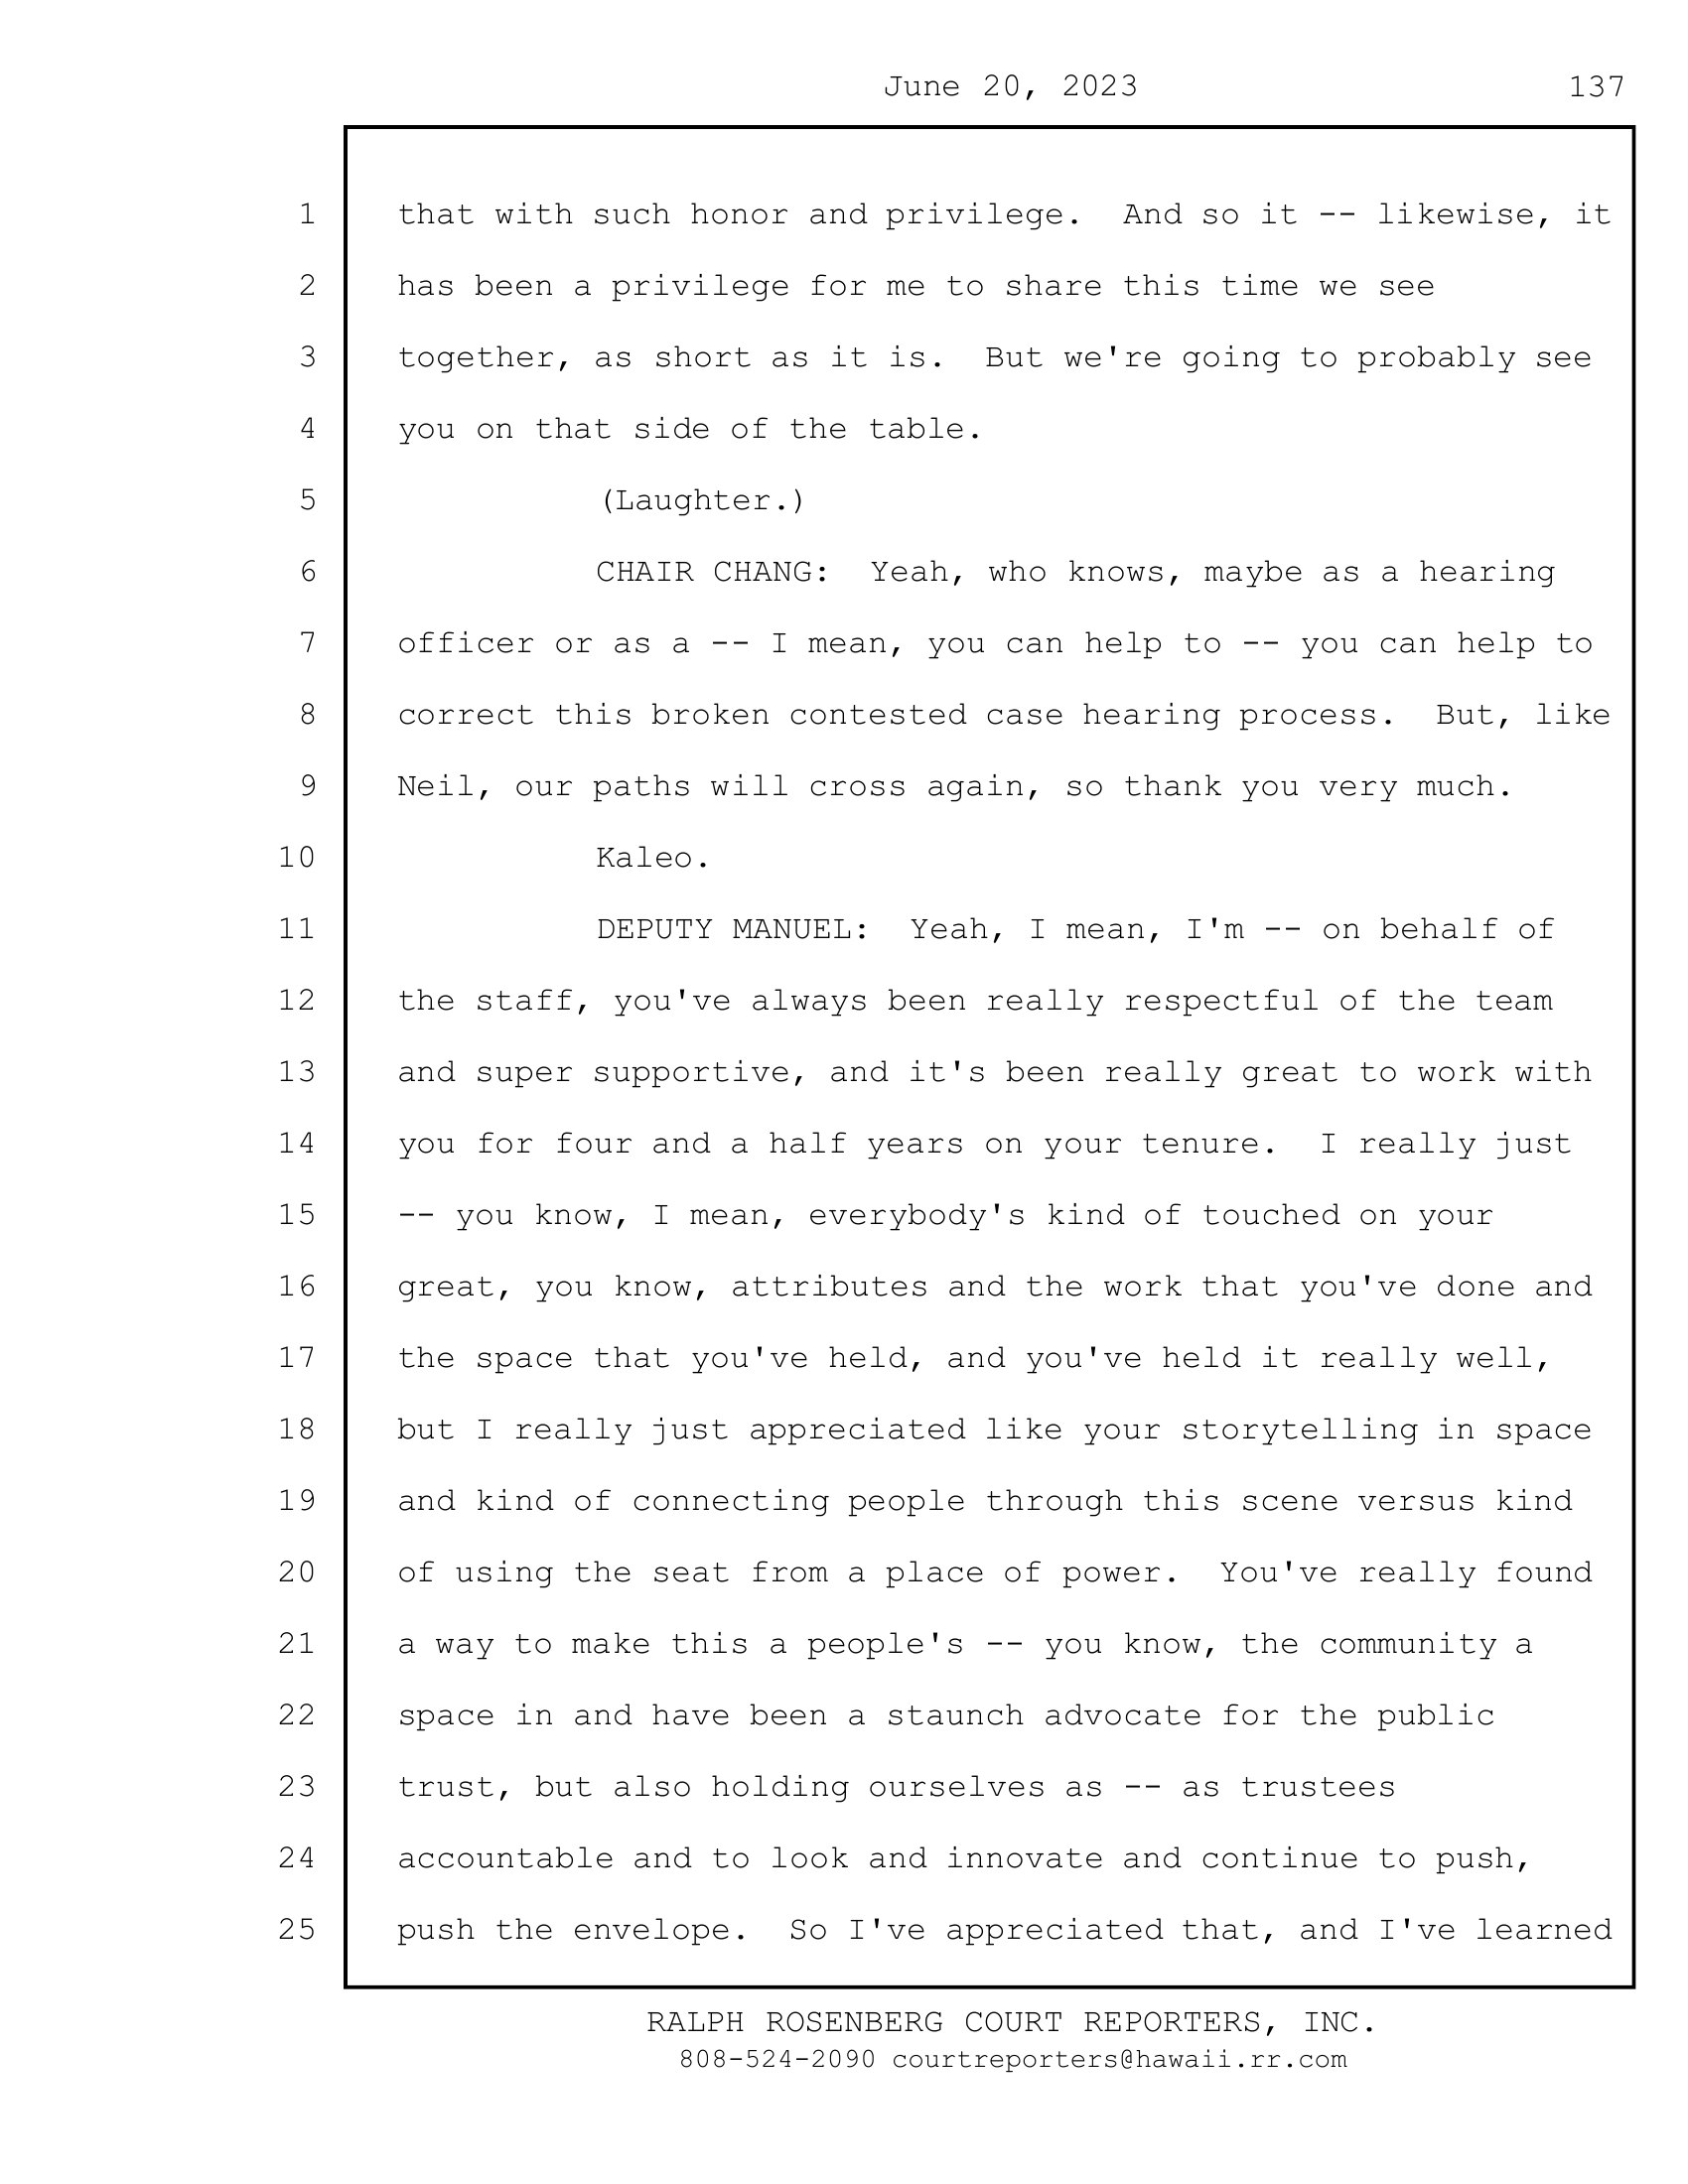 June 20, 2023 137
1 that with such honor and privilege.  And so it -- likewise, it
2 has been a privilege for me to share this time we see
3 together, as short as it is.  But we're going to probably see
4 you on that side of the table.
5 (Laughter.)
6 CHAIR CHANG:  Yeah, who knows, maybe as a hearing
7 officer or as a -- I mean, you can help to -- you can help to
8 correct this broken contested case hearing process.  But, like
9 Neil, our paths will cross again, so thank you very much.
10 Kaleo.
11 DEPUTY MANUEL:  Yeah, I mean, I'm -- on behalf of
12 the staff, you've always been really respectful of the team
13 and super supportive, and it's been really great to work with
14 you for four and a half years on your tenure.  I really just
15 -- you know, I mean, everybody's kind of touched on your
16 great, you know, attributes and the work that you've done and
17 the space that you've held, and you've held it really well,
18 but I really just appreciated like your storytelling in space
19 and kind of connecting people through this scene versus kind
20 of using the seat from a place of power.  You've really found
21 a way to make this a people's -- you know, the community a
22 space in and have been a staunch advocate for the public
23 trust, but also holding ourselves as -- as trustees
24 accountable and to look and innovate and continue to push,
25 push the envelope.  So I've appreciated that, and I've learned
RALPH ROSENBERG COURT REPORTERS, INC.
808-524-2090 courtreporters@hawaii.rr.com